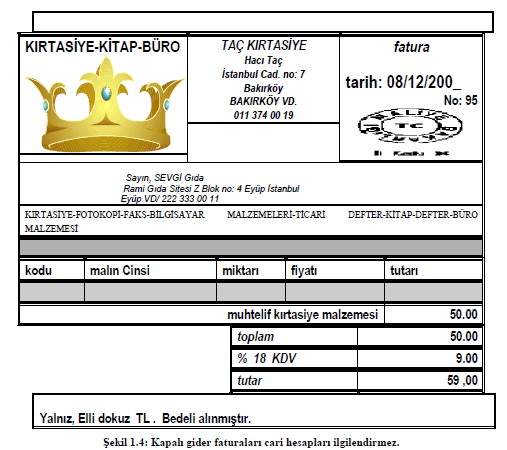 KIRTASİYE-KİTAP-BÜRO
TAÇ KIRTASİYE
Hacı Taç
İstanbul Cad. no: 7
Bakırköy
BAKIRKÖY VD.
011 374 00 19
fatura
tarih: 08/12/200_
No: 95
TC
Sayın, SEVGİ Gıda
Rami Gıda Sitesi Z Blok no: 4 Eyüp İstanbul
Eyüp VD/ 222 333 00 11
KIRTASİYE-FOTOKOPİ-FAKS-BİLGİSAYAR MALZEMELERİ-TİCARİ DEFTER-KİTAP-DEFTER-BÜRO
MALZEMESİ
kodu malın Cinsi miktarı fiyatı tutarı
muhtelif kırtasiye malzemesi 50.00
toplam 50.00
% 18 KDV 9.00
tutar 59 ,00
Yalnız, Elli dokuz TL . Bedeli alınmıştır.
Şekil 1.4: Kapalı gider faturaları cari hesapları ilgilendirmez.